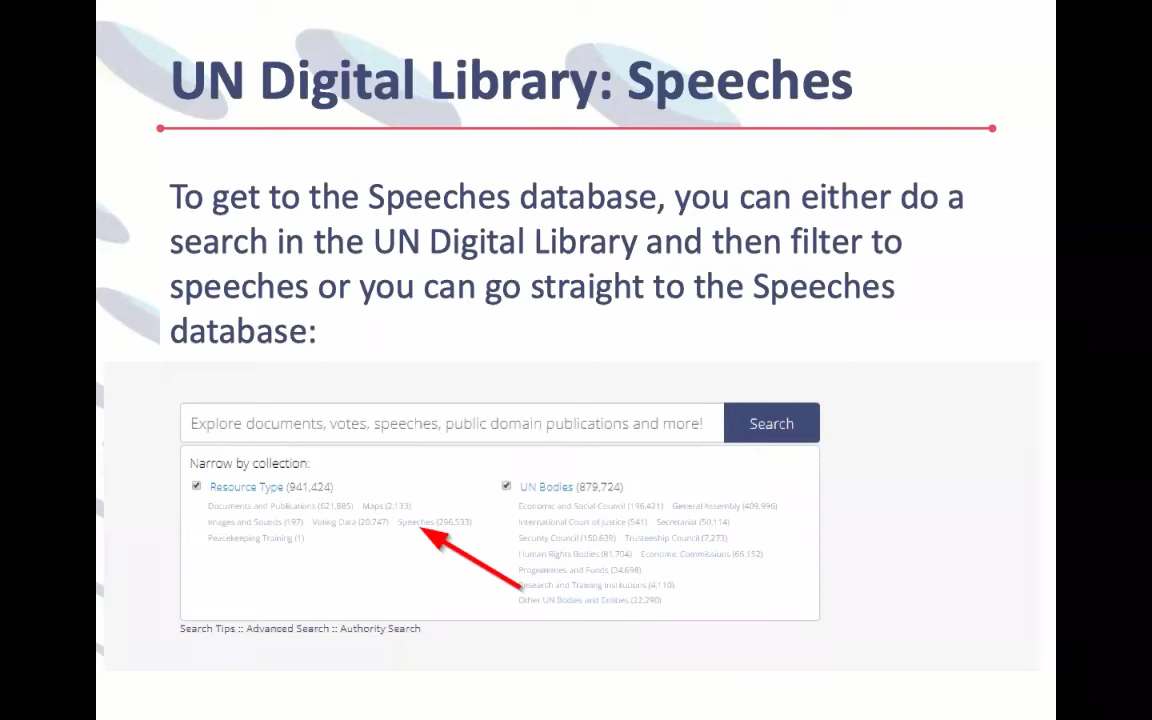 UN Digital Library: Speeches
To get to the Speeches database, you can either do a
search in the UN Digital Library and then filter to
speeches or you can go straight to the Speeches
database:
Explore documents, votes, speeches, public domain publications and more! Search
Narrow by collection:
Resource Type (941,424) UN Bodies (879,724)
Documents and Publications (621,885) Maps (2,133) Economic and Social Council (196,421) General Assembly (409,996)
Images and Sounds (197) Voting Data (20,747) Speeches (296,533) International Court of Justice (541) Secretariat (50,114)
Peacekeeping Training (1) Security Council (150,639) Trusteeship Council (7,273)
Human Rights Bodies (81,704) Economic Commissions (66,152)
Programmes and Funds (34,698)
Research and Training Institutions (4,110)
Other UN Bodies and Entities (22,290)
Search Tips :: Advanced Search :: Authority Search